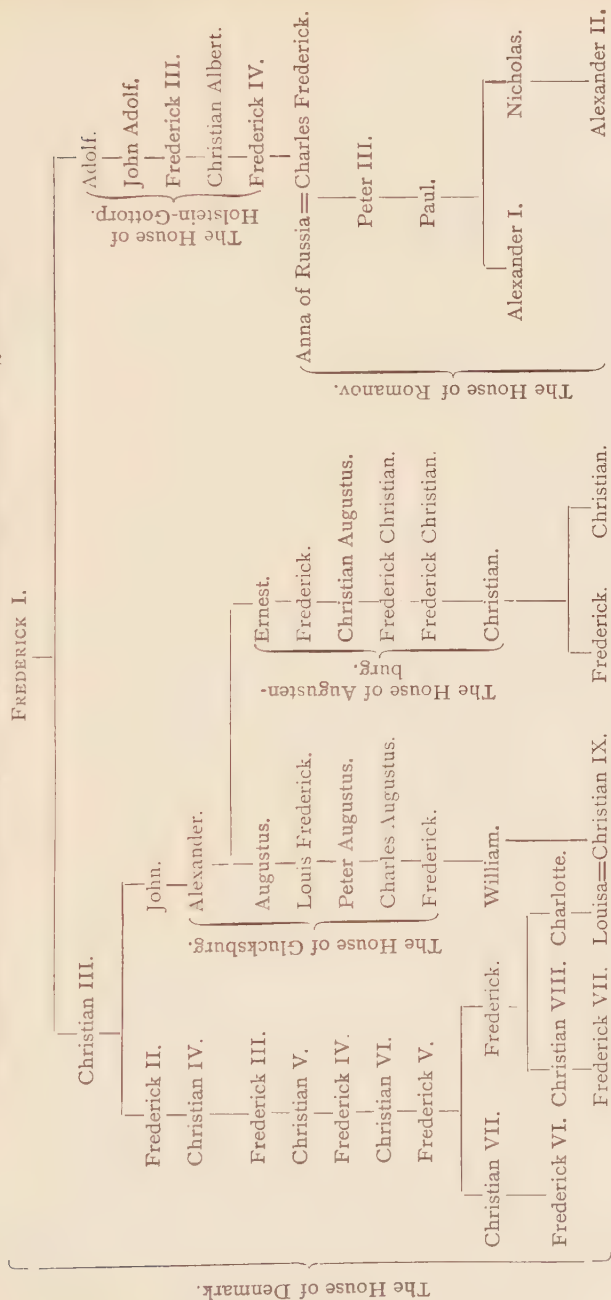 FREDERICK I.
The House of Denmark.
Christian III.
Frederick II.
Christian IV.
Frederick III.
Christian V.
Frederick IV.
Christian VI.
Frederick V.
Christian VII. Frederick.
Frederick VI. Christian VIII. Charlotte.
Frederick VII. Louisa=Christian IX.
John.
The House of Glucksburg.
Alexander.
Augustus.
Louis Frederick.
Peter Augustus.
Charles Augustus.
Frederick.
William.
The House of Augusten-
burg.
Ernest.
Frederick.
Christian Augustus.
Frederick Christian.
Frederick Christian.
Christian.
Frederick. Christian.
The House of
Holstein-Gottorp.
Adolf.
John Adolf.
Frederick III.
Christian Albert.
Frederick IV.
The House of Romanov.
Anna of Russia=Charles Frederick.
Peter III.
Paul.
Alexander I. Nicholas.
Alexander II.